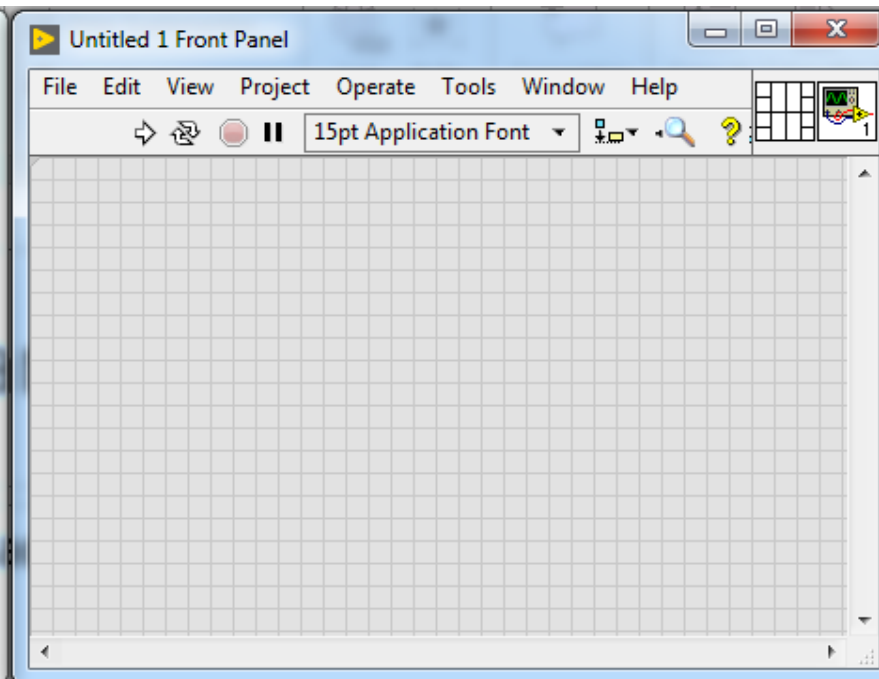 Untitled 1 Front Panel
File Edit View Project Operate Tools Window Help
15pt Application Font
1